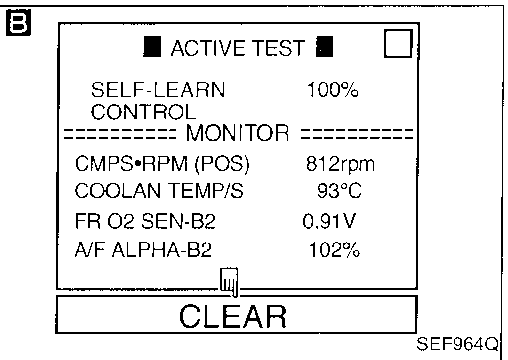 B
■ ACTIVE TEST ■
SELF-LEARN 100%
CONTROL
========== MONITOR ==========
CMPS•RPM (POS) 812rpm
COOLAN TEMP/S 93°C
FR O2 SEN-B2 0.91V
A/F ALPHA-B2 102%
CLEAR
SEF964Q